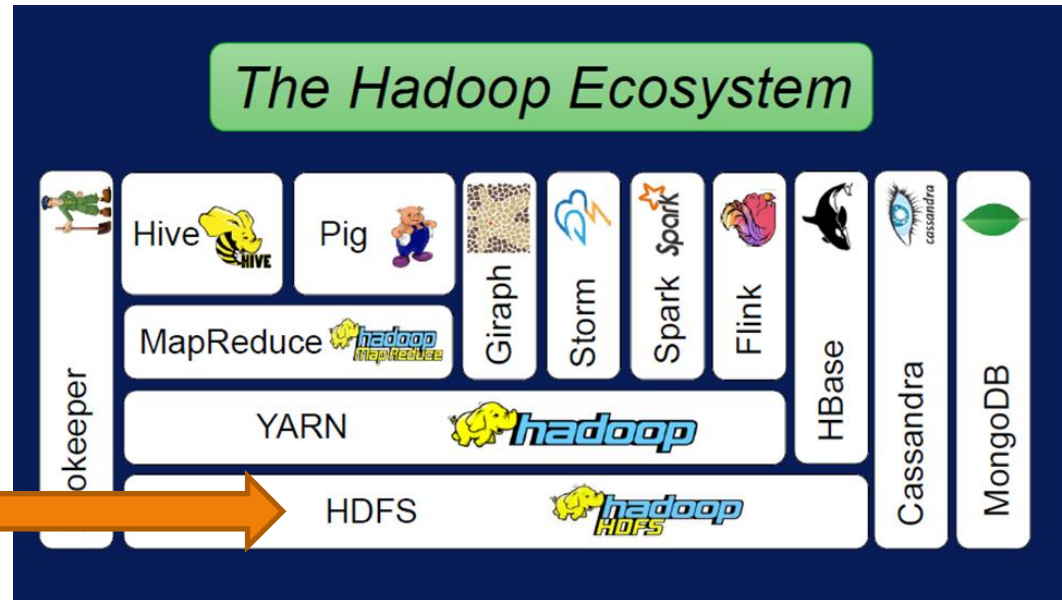 The Hadoop Ecosystem
Hive
HIVE
Pig
MapReduce
hadoop
Map Reduce
Giraph
Storm
Spark
Spark
Flink
HBase
cassandra
Cassandra
MongoDB
okeeper
YARN
hadoop
HDFS
hadoop
HDFS